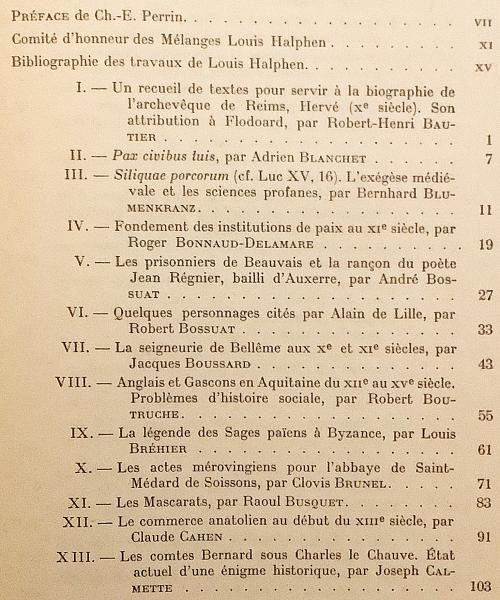 PRÉFACE de Ch.-E. PERRIN. . . . . . . . . . . . . . . . . . VII
Comité d'honneur des Mélanges Louis Halphen . . . . . . . XI
Bibliographie des travaux de Louis Halphen. . . . . . . . . XV
I. — Un recueil de textes pour servir à la biographie de
l'archevêque de Reims, Hervé (Xe siècle). Son
attribution à Flodoard, par Robert-Henri BAU-
TIER . . . . . . . . . . . . . . . . . 1
II. — Pax civibus tuis, par Adrien BLANCHET . . . . . . 7
III. — Siliquae porcorum (cf. Luc XV, 16). L'exégèse médié-
vale et les sciences profanes, par Bernhard BLU-
MENKRANZ. . . . . . . . . . . . . . . 11
IV. — Fondement des institutions de paix au XIe siècle, par
Roger BONNAUD-DELAMARE . . . . . . . . . 19
V. — Les prisonniers de Beauvais et la rançon du poète
Jean Régnier, bailli d'Auxerre, par André BOS-
SUAT . . . . . . . . . . . . . . . . . 27
VI. — Quelques personnages cités par Alain de Lille, par
Robert BOSSUAT . . . . . . . . . . . . . 33
VII. — La seigneurie de Bellême aux Xe et XIe siècles, par
Jacques BOUSSARD . . . . . . . . . . . . 43
VIII. — Anglais et Gascons en Aquitaine du XIIe au XVe siècle.
Problèmes d'histoire sociale, par Robert BOU-
TRUCHE. . . . . . . . . . . . . . . . 55
IX. — La légende des Sages païens à Byzance, par Louis
BRÉHIER . . . . . . . . . . . . . . . . 61
X. — Les actes mérovingiens pour l'abbaye de Saint-
Médard de Soissons, par Clovis BRUNEL. . . . . 71
XI. — Les Mascarats, par Raoul BUSQUET. . . . . . . . 83
XII. — Le commerce anatolien au début du XIIIe siècle, par
Claude CAHEN . . . . . . . . . . . . . . 91
XIII. — Les comtes Bernard sous Charles le Chauve. État
actuel d'une énigme historique, par Joseph CAL-
METTE . . . . . . . . . . . . . . . . 103